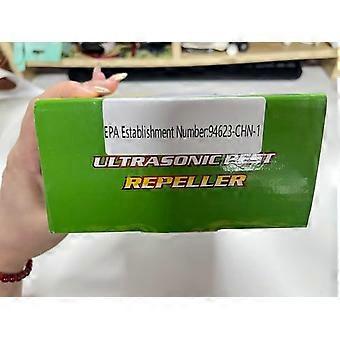 EPA Establishment Number:94623-CHN-1
ULTRASONIC PEST
REPELLER